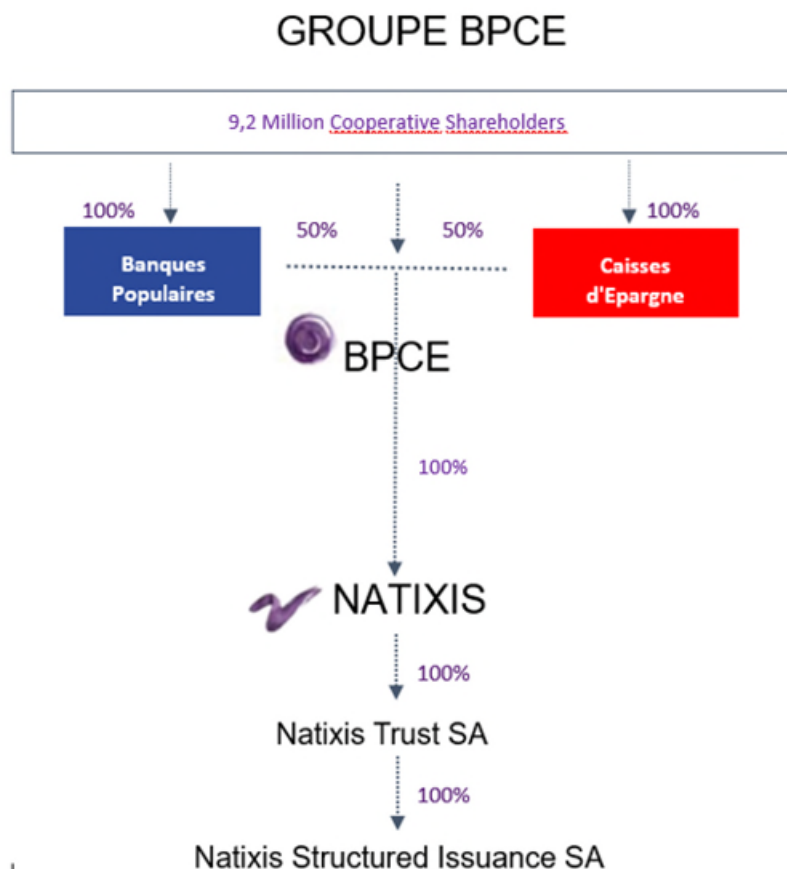 GROUPE BPCE
9,2 Million Cooperative Shareholders
100%
50%
50%
100%
Banques
Populaires
Caisses
d'Epargne
BPCE
100%
NATIXIS
100%
Natixis Trust SA
100%
Natixis Structured Issuance SA